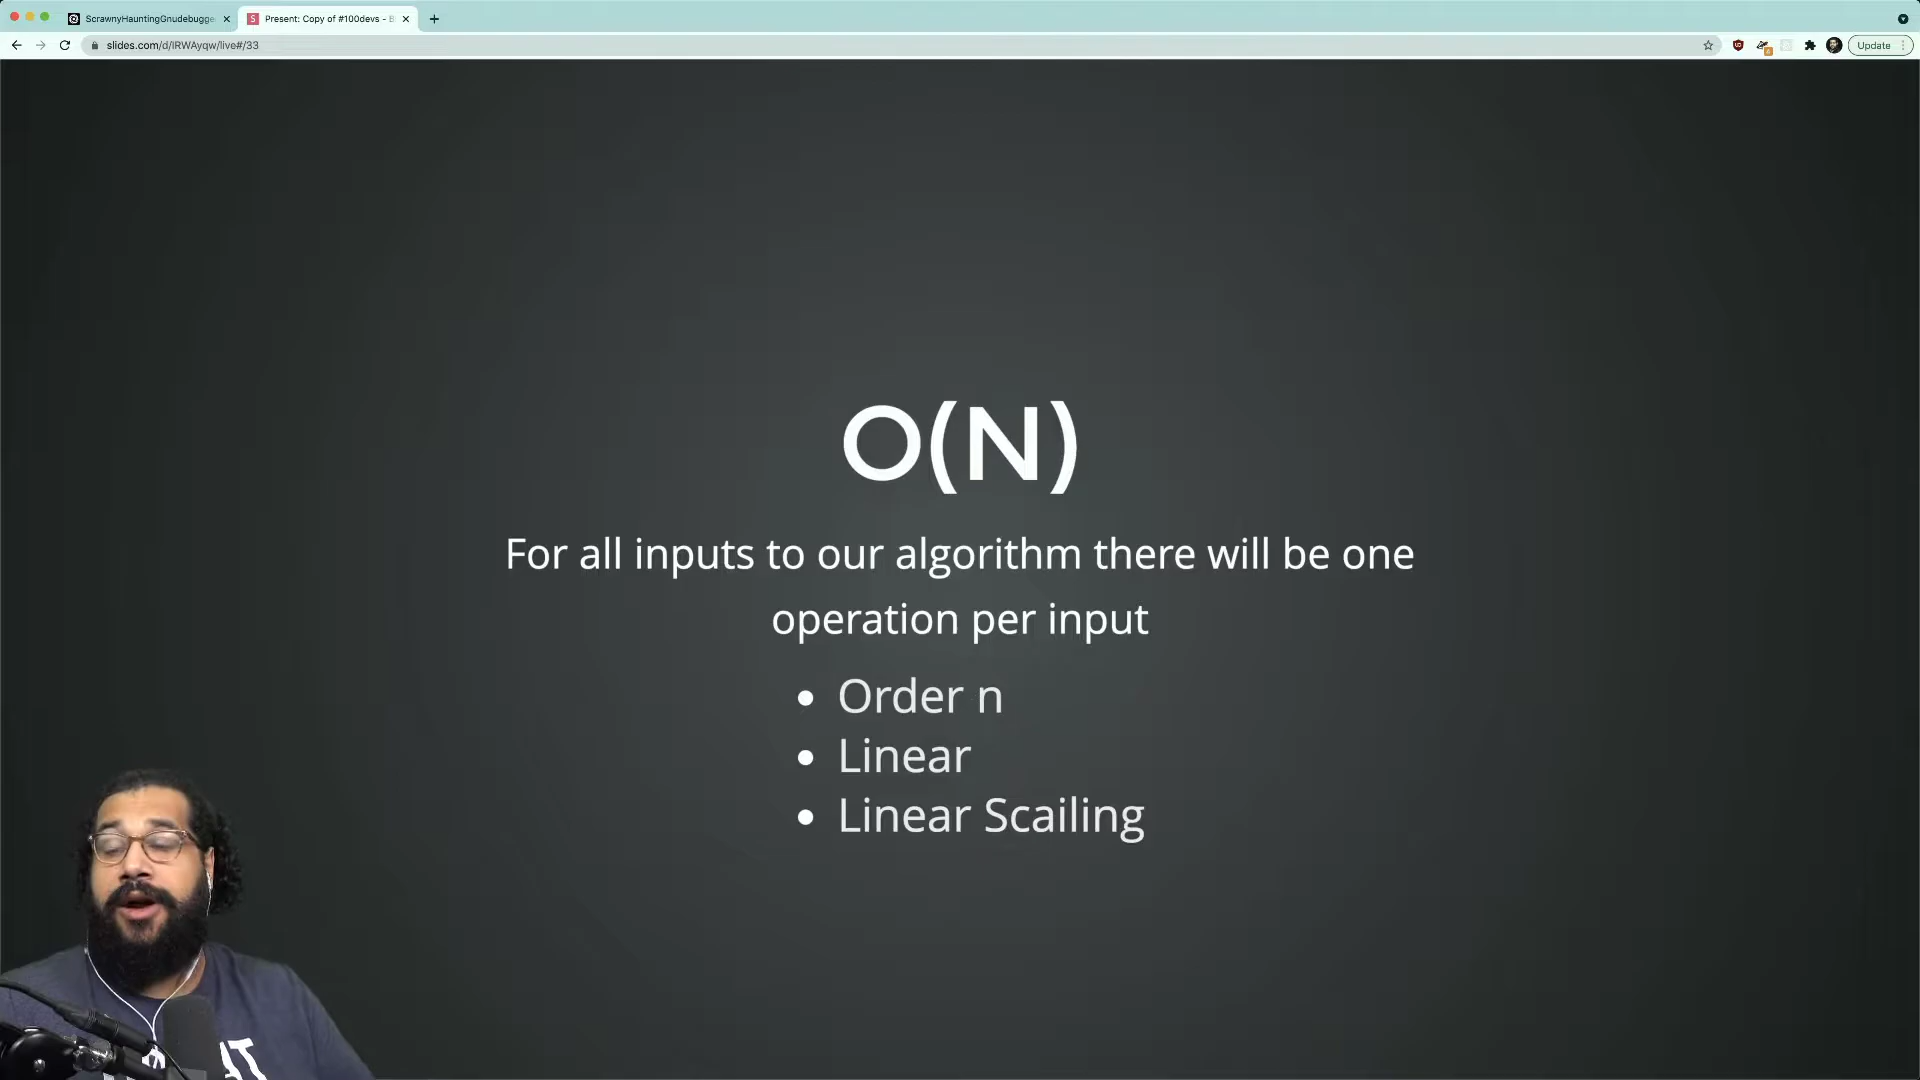 ScrawnyHauntingGnudebugge
Present: Copy of #100devs -
slides.com/d/IRWAyqw/live#/33
Update
O(N)
For all inputs to our algorithm there will be one
operation per input
• Order n
• Linear
• Linear Scailing